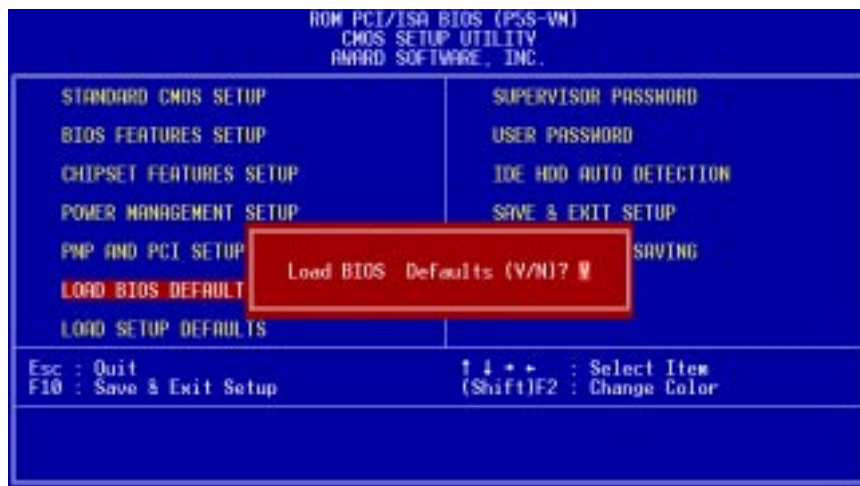 ROM PCI/ISA BIOS (P5S-VM)
CMOS SETUP UTILITY
AWARD SOFTWARE, INC.
STANDARD CMOS SETUP
BIOS FEATURES SETUP
CHIPSET FEATURES SETUP
POWER MANAGEMENT SETUP
PNP AND PCI SETUP
LOAD BIOS DEFAULT
LOAD SETUP DEFAULTS
SUPERVISOR PASSWORD
USER PASSWORD
IDE HDD AUTO DETECTION
SAVE & EXIT SETUP
SAVING
Load BIOS Defaults (Y/N)? Y
Esc : Quit
F10 : Save & Exit Setup
↑ ↓ → ← : Select Item
(Shift)F2 : Change Color